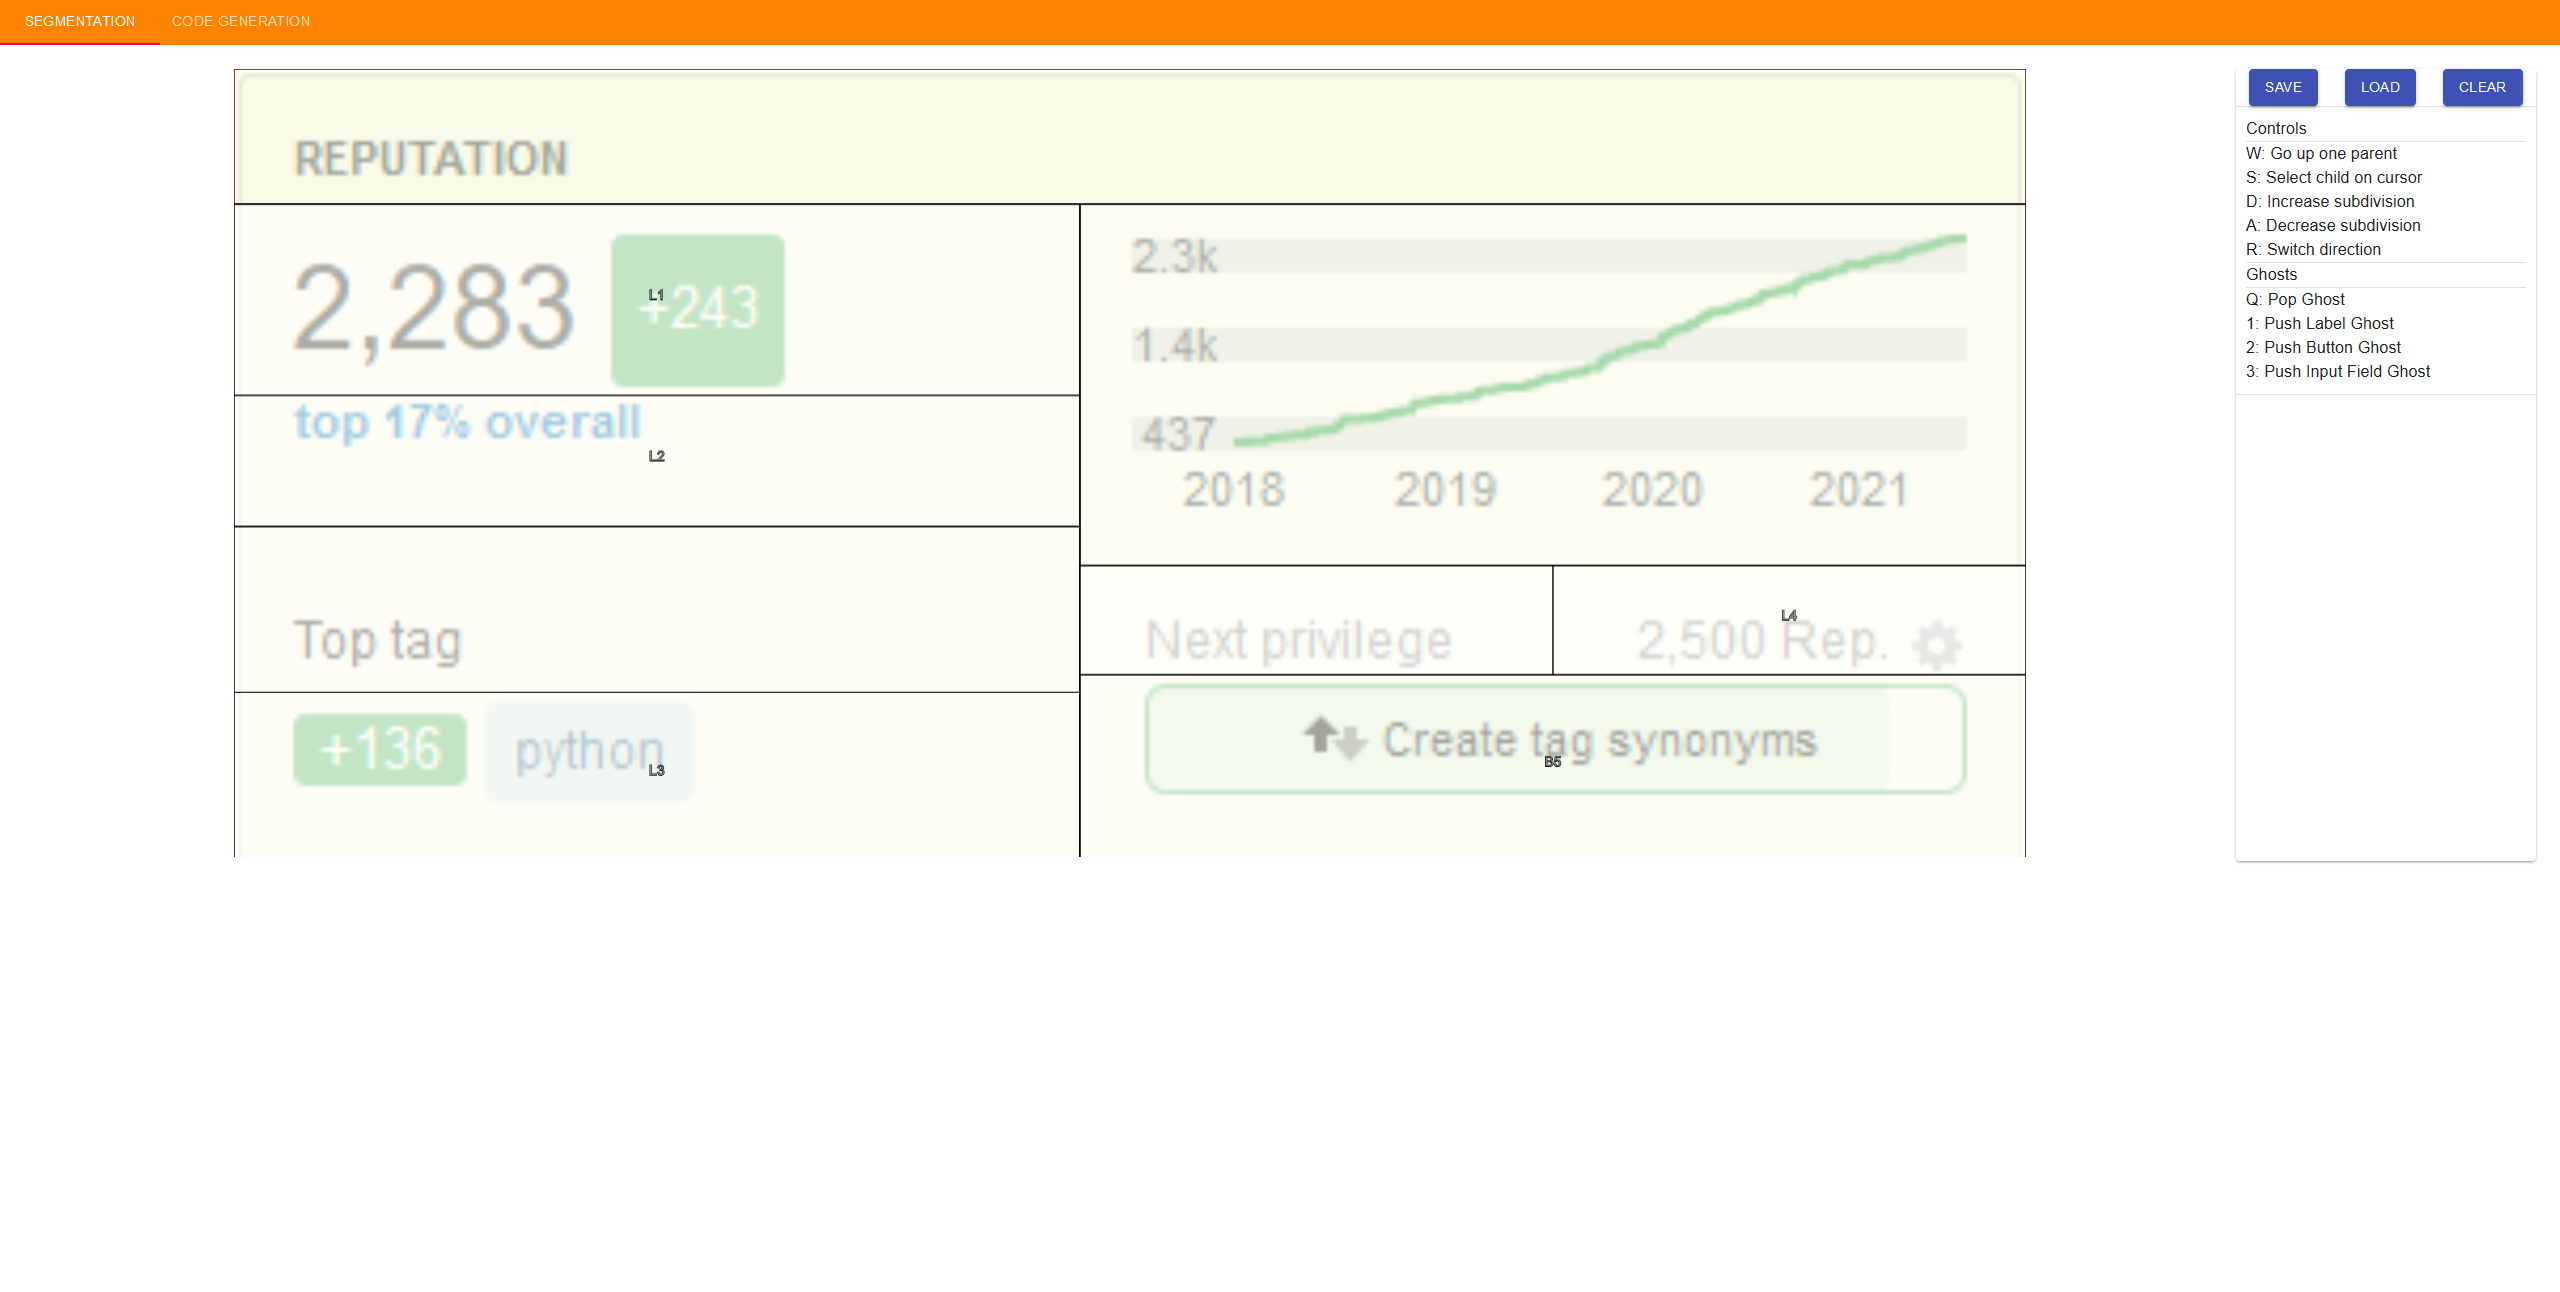 SEGMENTATION CODE GENERATION
REPUTATION
2,283 +243
L1
top 17% overall
L2
Top tag
+136 python
L3
2.3k
1.4k
437
2018 2019 2020 2021
Next privilege 2,500 Rep.
L4
Create tag synonyms
B5
SAVE LOAD CLEAR
Controls
W: Go up one parent
S: Select child on cursor
D: Increase subdivision
A: Decrease subdivision
R: Switch direction
Ghosts
Q: Pop Ghost
1: Push Label Ghost
2: Push Button Ghost
3: Push Input Field Ghost